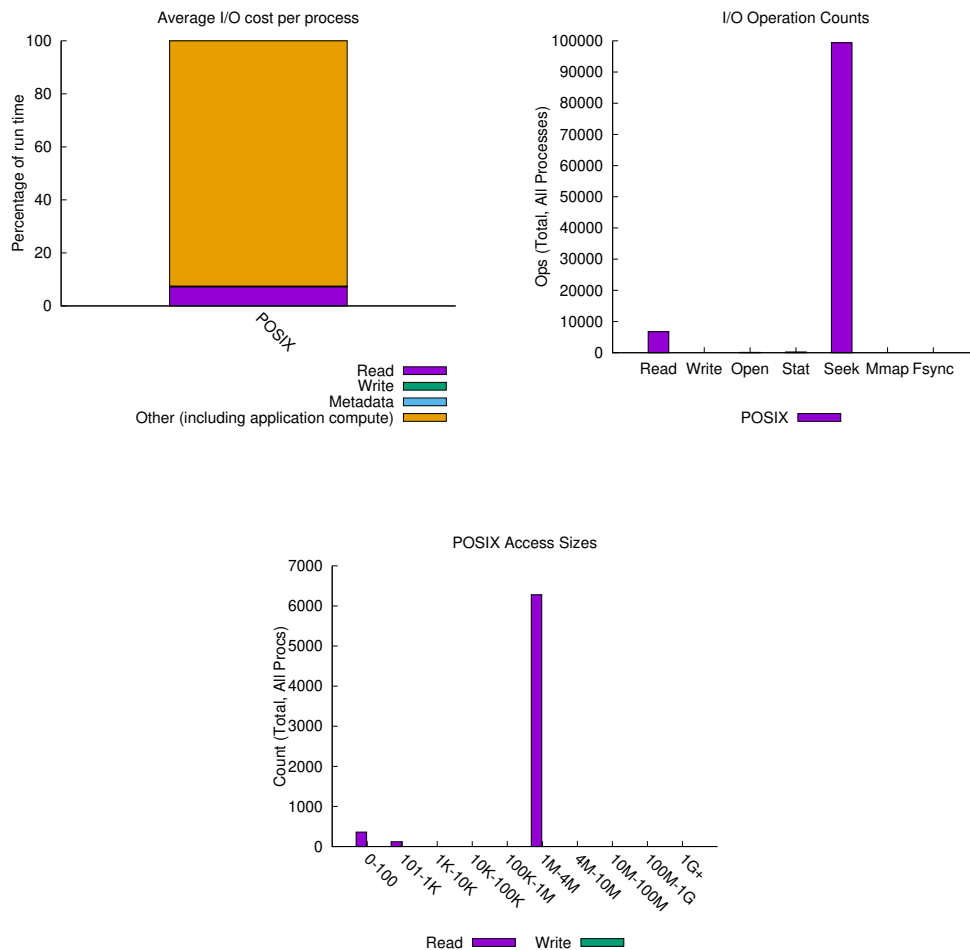 Average I/O cost per process
Percentage of run time
100
80
60
40
20
0
POSIX
Read
Write
Metadata
Other (including application compute)
I/O Operation Counts
Ops (Total, All Processes)
100000
90000
80000
70000
60000
50000
40000
30000
20000
10000
0
Read Write Open Stat Seek Mmap Fsync
POSIX
POSIX Access Sizes
Count (Total, All Procs)
7000
6000
5000
4000
3000
2000
1000
0
0-100
101-1K
1K-10K
10K-100K
100K-1M
1M-4M
4M-10M
10M-100M
100M-1G
1G+
Read Write